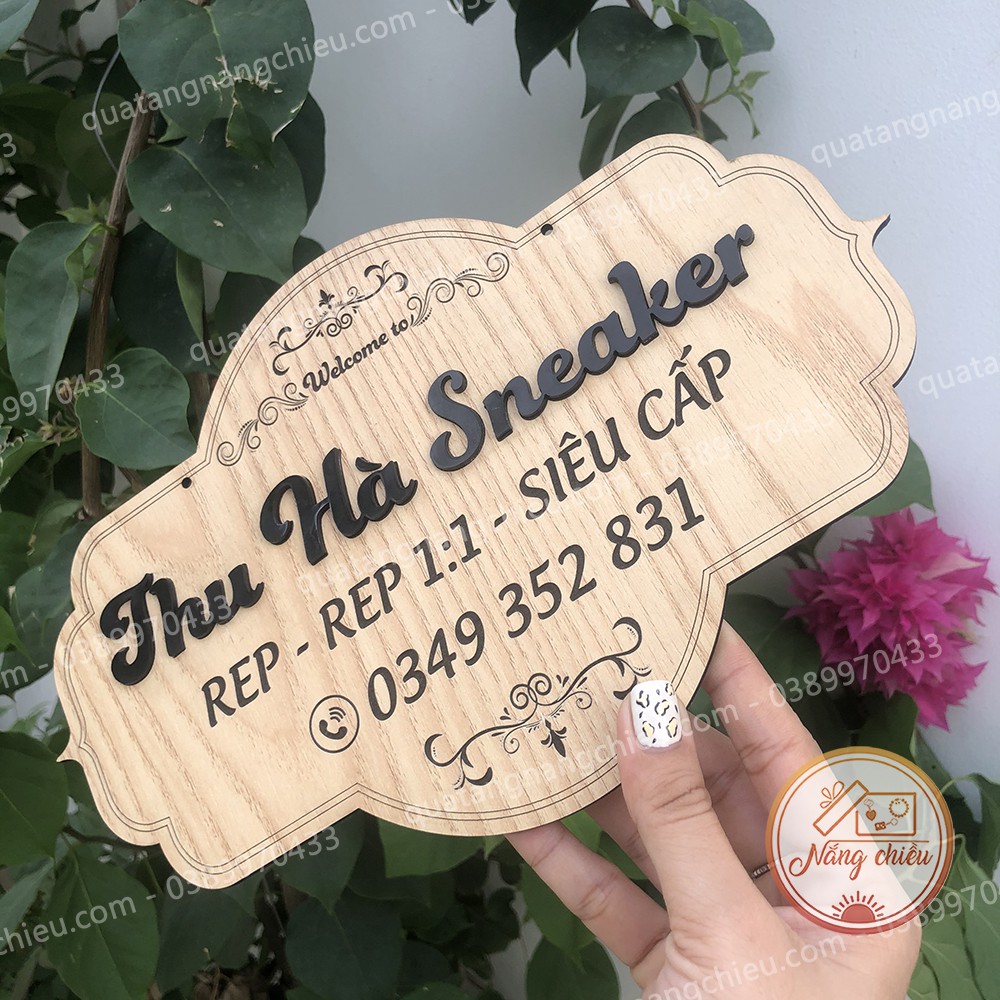 Welcome to
Thu Hà Sneaker
REP - REP 1:1 - SIÊU CẤP
0349 352 831
Nắng chiều
quatangnangchieu.com - 0389970433